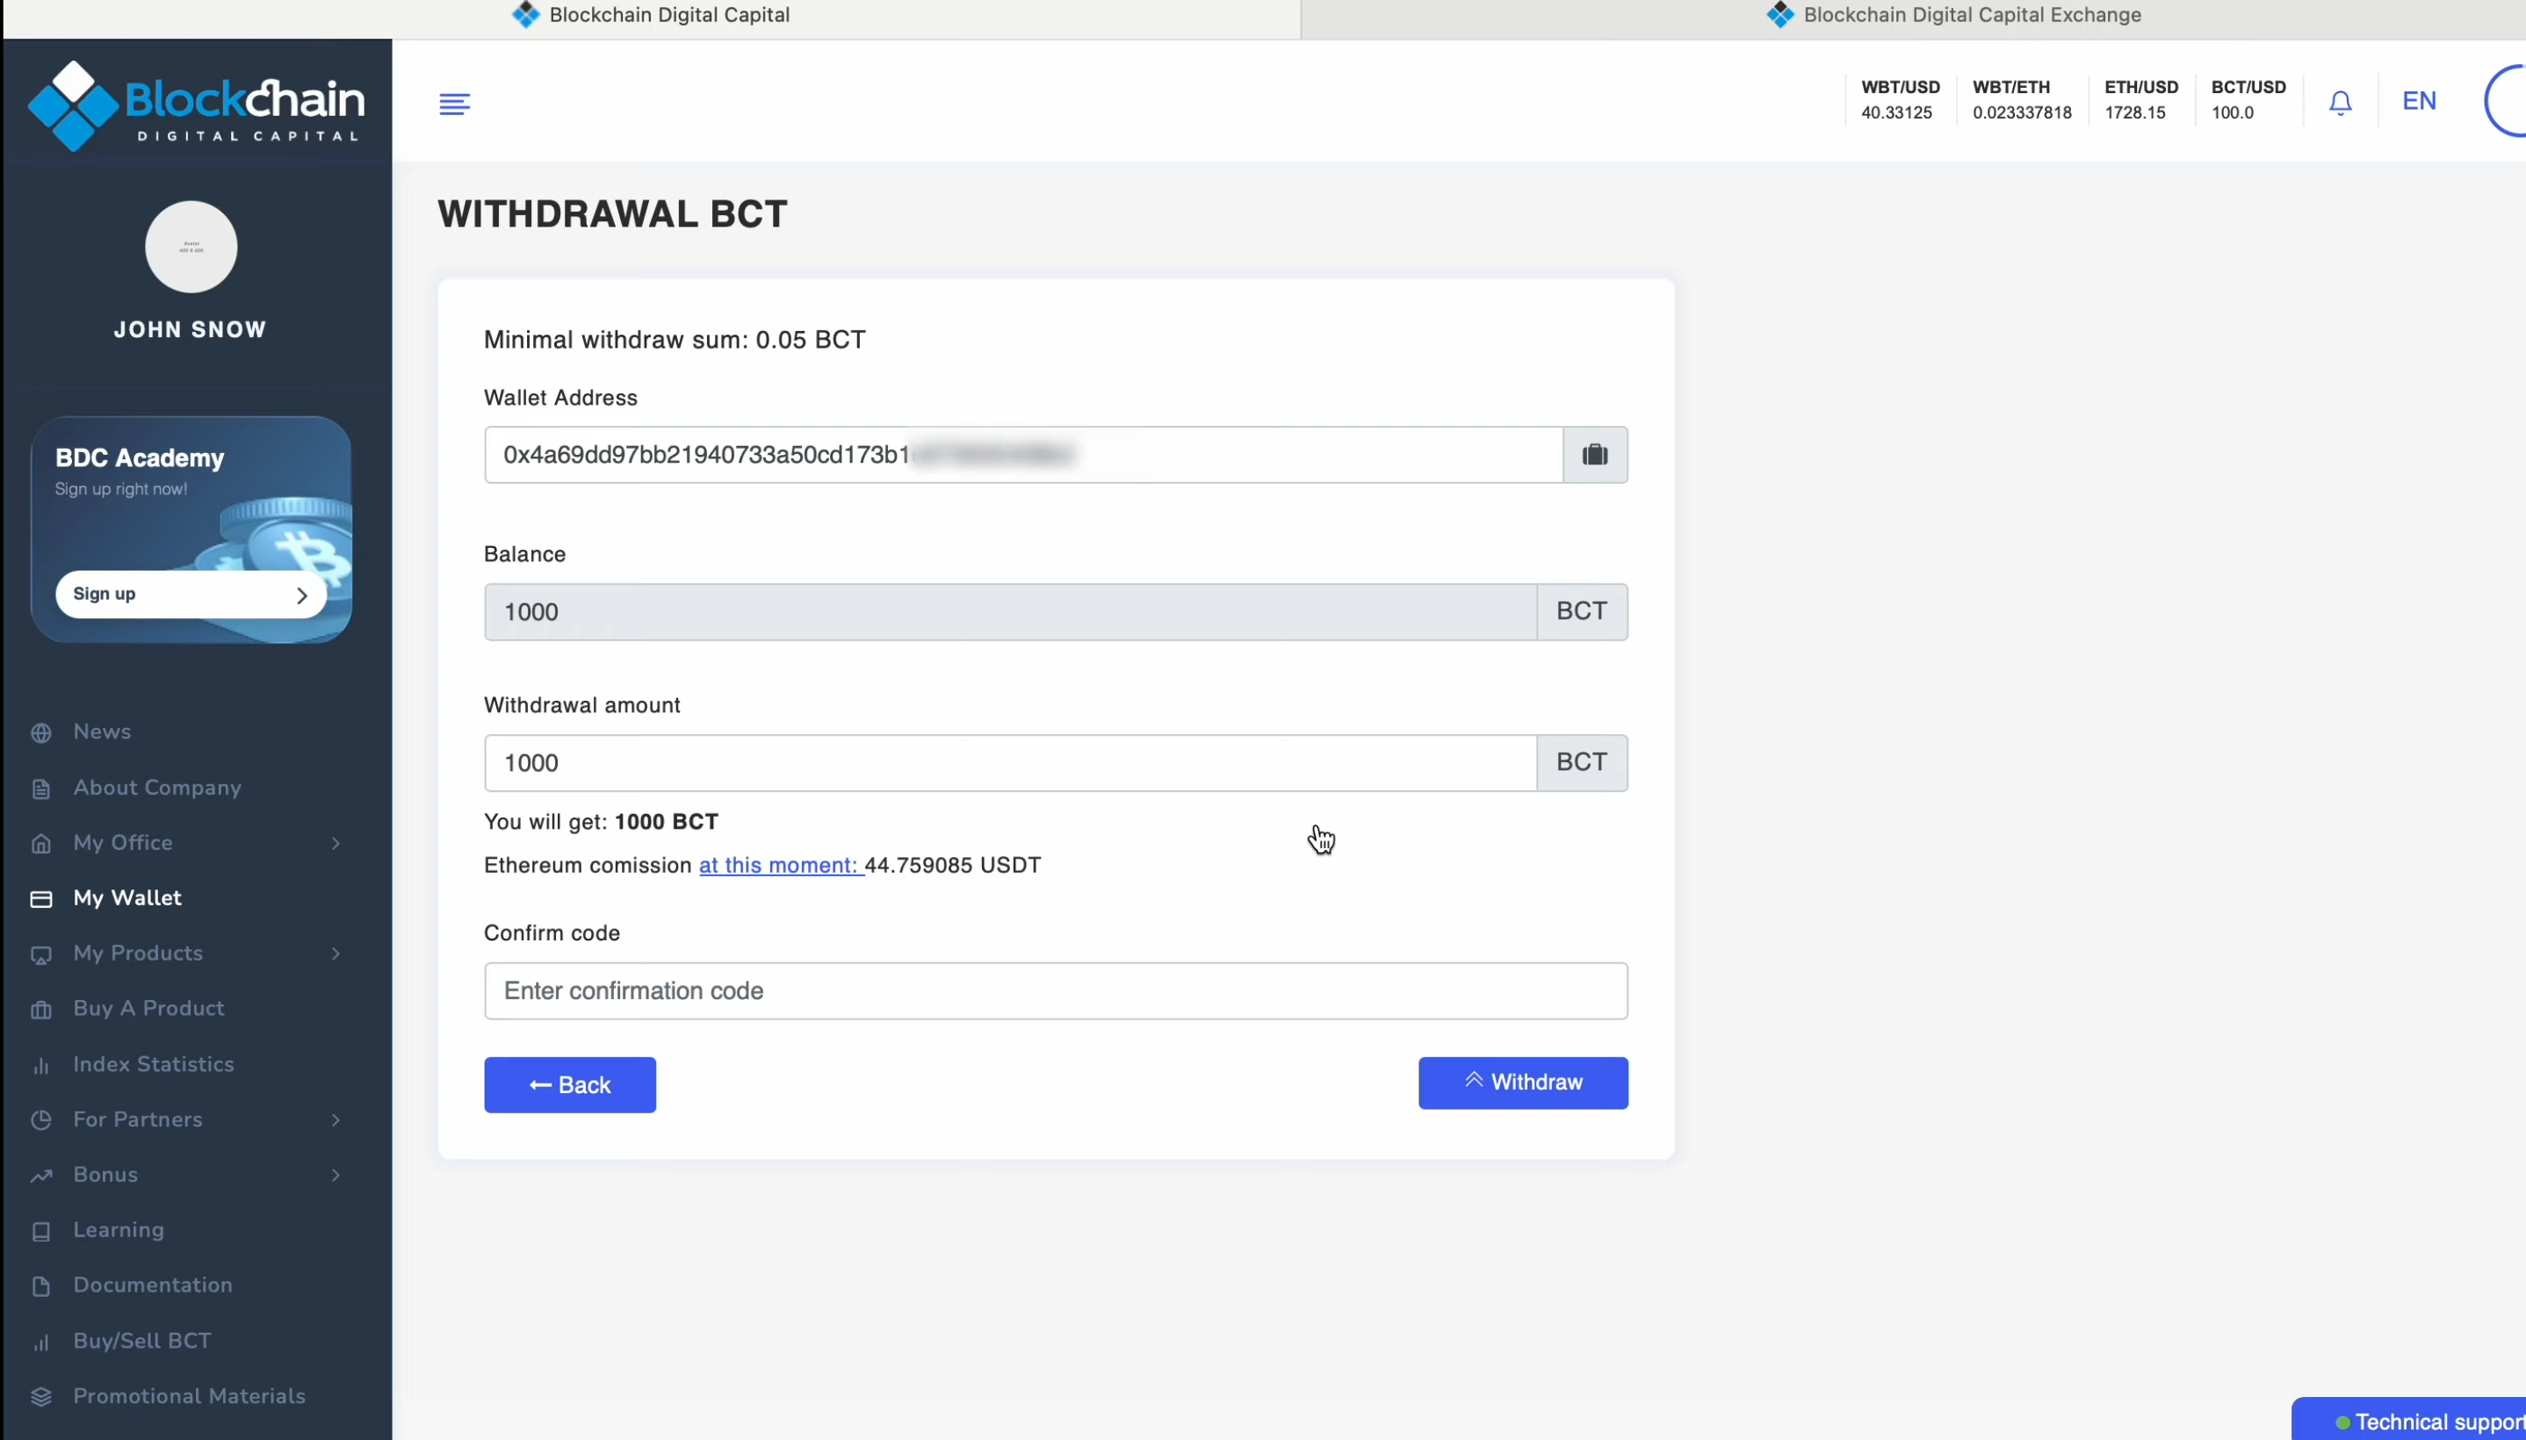 Blockchain Digital Capital
Blockchain Digital Capital Exchange
Blockchain
DIGITAL CAPITAL
WBT/USD
40.33125
WBT/ETH
0.023337818
ETH/USD
1728.15
BCT/USD
100.0
EN
JOHN SNOW
BDC Academy
Sign up right now!
Sign up
News
About Company
My Office
My Wallet
My Products
Buy A Product
Index Statistics
For Partners
Bonus
Learning
Documentation
Buy/Sell BCT
Promotional Materials
WITHDRAWAL BCT
Minimal withdraw sum: 0.05 BCT
Wallet Address
0x4a69dd97bb21940733a50cd173b1
Balance
1000 BCT
Withdrawal amount
1000 BCT
You will get: 1000 BCT
Ethereum comission at this moment: 44.759085 USDT
Confirm code
Enter confirmation code
Back
Withdraw
Technical support